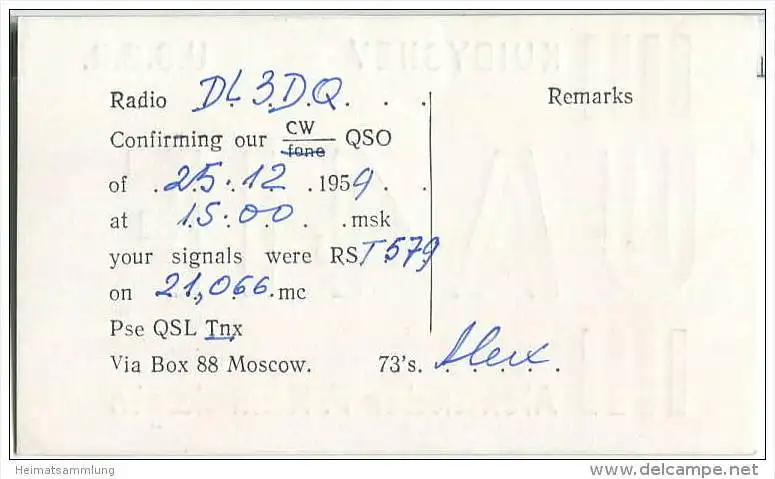 Radio DL3DQ. . . Remarks
Confirming our CW/fone QSO
of . 25.12 . 1959 . .
at 15.00 . .msk
your signals were RST 579
on 21,066.mc
Pse QSL Tnx
Via Box 88 Moscow. 73's. Alex
Heimatsammlung www.delcampe.net